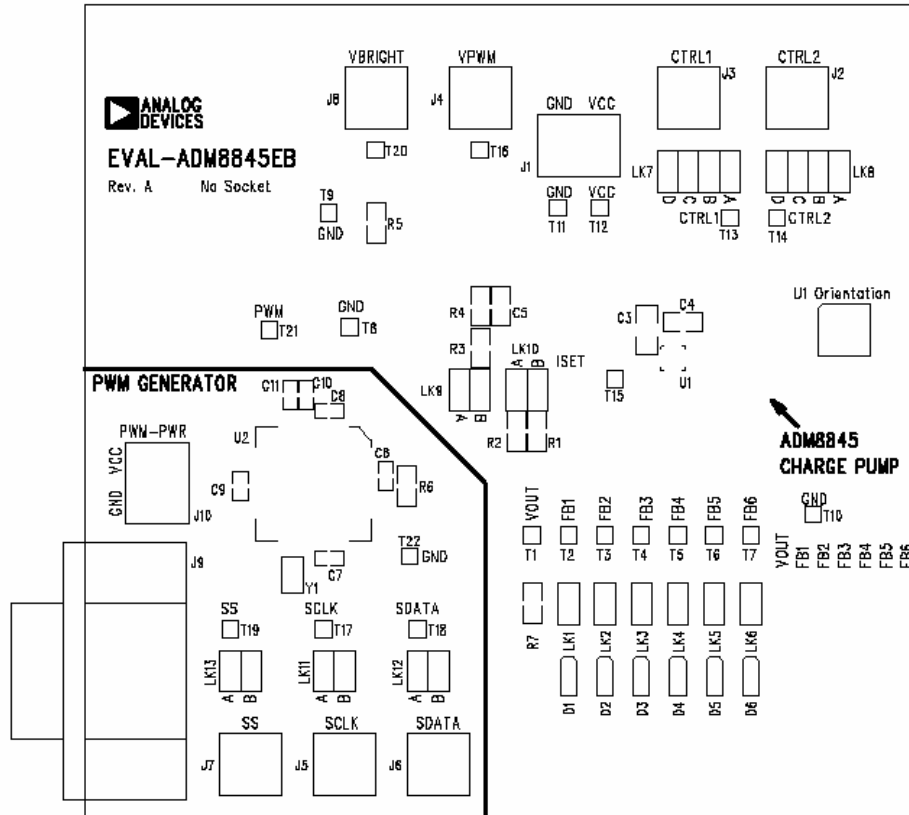 VBRIGHT
VPWM
CTRL1
CTRL2
J8
J4
J3
J2
ANALOG
DEVICES
GND VCC
J1
EVAL-ADM8845EB
Rev. A No Socket
T20
T16
LK7
D C B A
LK8
D C B A
T9
GND
R5
GND VCC
T11 T12
CTRL1
T13
CTRL2
T14
PWM
T21
GND
T8
R4
C5
C3
C4
U1 Orientation
R3
LK10
A B
ISET
U1
T15
PWM GENERATOR
C11
C10
C8
LK9
A B
R2
R1
ADM8845
CHARGE PUMP
PWM-PWR
GND VCC
J10
U2
C9
C6
R6
T22
GND
C7
Y1
J9
VOUT FB1 FB2 FB3 FB4 FB5 FB6
T1 T2 T3 T4 T5 T6 T7
GND
T10
VOUT FB1 FB2 FB3 FB4 FB5 FB6
R7 LK1 LK2 LK3 LK4 LK5 LK6
D1 D2 D3 D4 D5 D6
SS
T19
SCLK
T17
SDATA
T18
LK13
A B
LK11
A B
LK12
A B
SS
J7
SCLK
J5
SDATA
J6